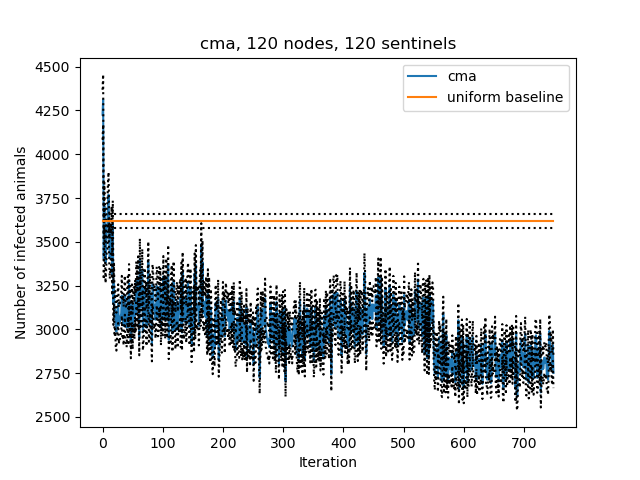 cma, 120 nodes, 120 sentinels
4500
4250
4000
3750
3500
3250
3000
2750
2500
Number of infected animals
cma
uniform baseline
0 100 200 300 400 500 600 700
Iteration